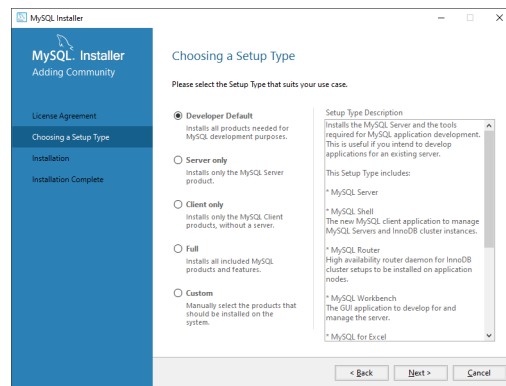 MySQL Installer
MySQL. Installer
Adding Community
License Agreement
Choosing a Setup Type
Installation
Installation Complete
Choosing a Setup Type
Please select the Setup Type that suits your use case.
Developer Default
Installs all products needed for
MySQL development purposes.
Server only
Installs only the MySQL Server
product.
Client only
Installs only the MySQL Client
products, without a server.
Full
Installs all included MySQL
products and features.
Custom
Manually select the products that
should be installed on the
system.
Setup Type Description
Installs the MySQL Server and the tools
required for MySQL application development.
This is useful if you intend to develop
applications for an existing server.
This Setup Type includes:
* MySQL Server
* MySQL Shell
The new MySQL client application to manage
MySQL Servers and InnoDB cluster instances.
* MySQL Router
High availability router daemon for InnoDB
cluster setups to be installed on application
nodes.
* MySQL Workbench
The GUI application to develop for and
manage the server.
* MySQL for Excel
< Back
Next >
Cancel